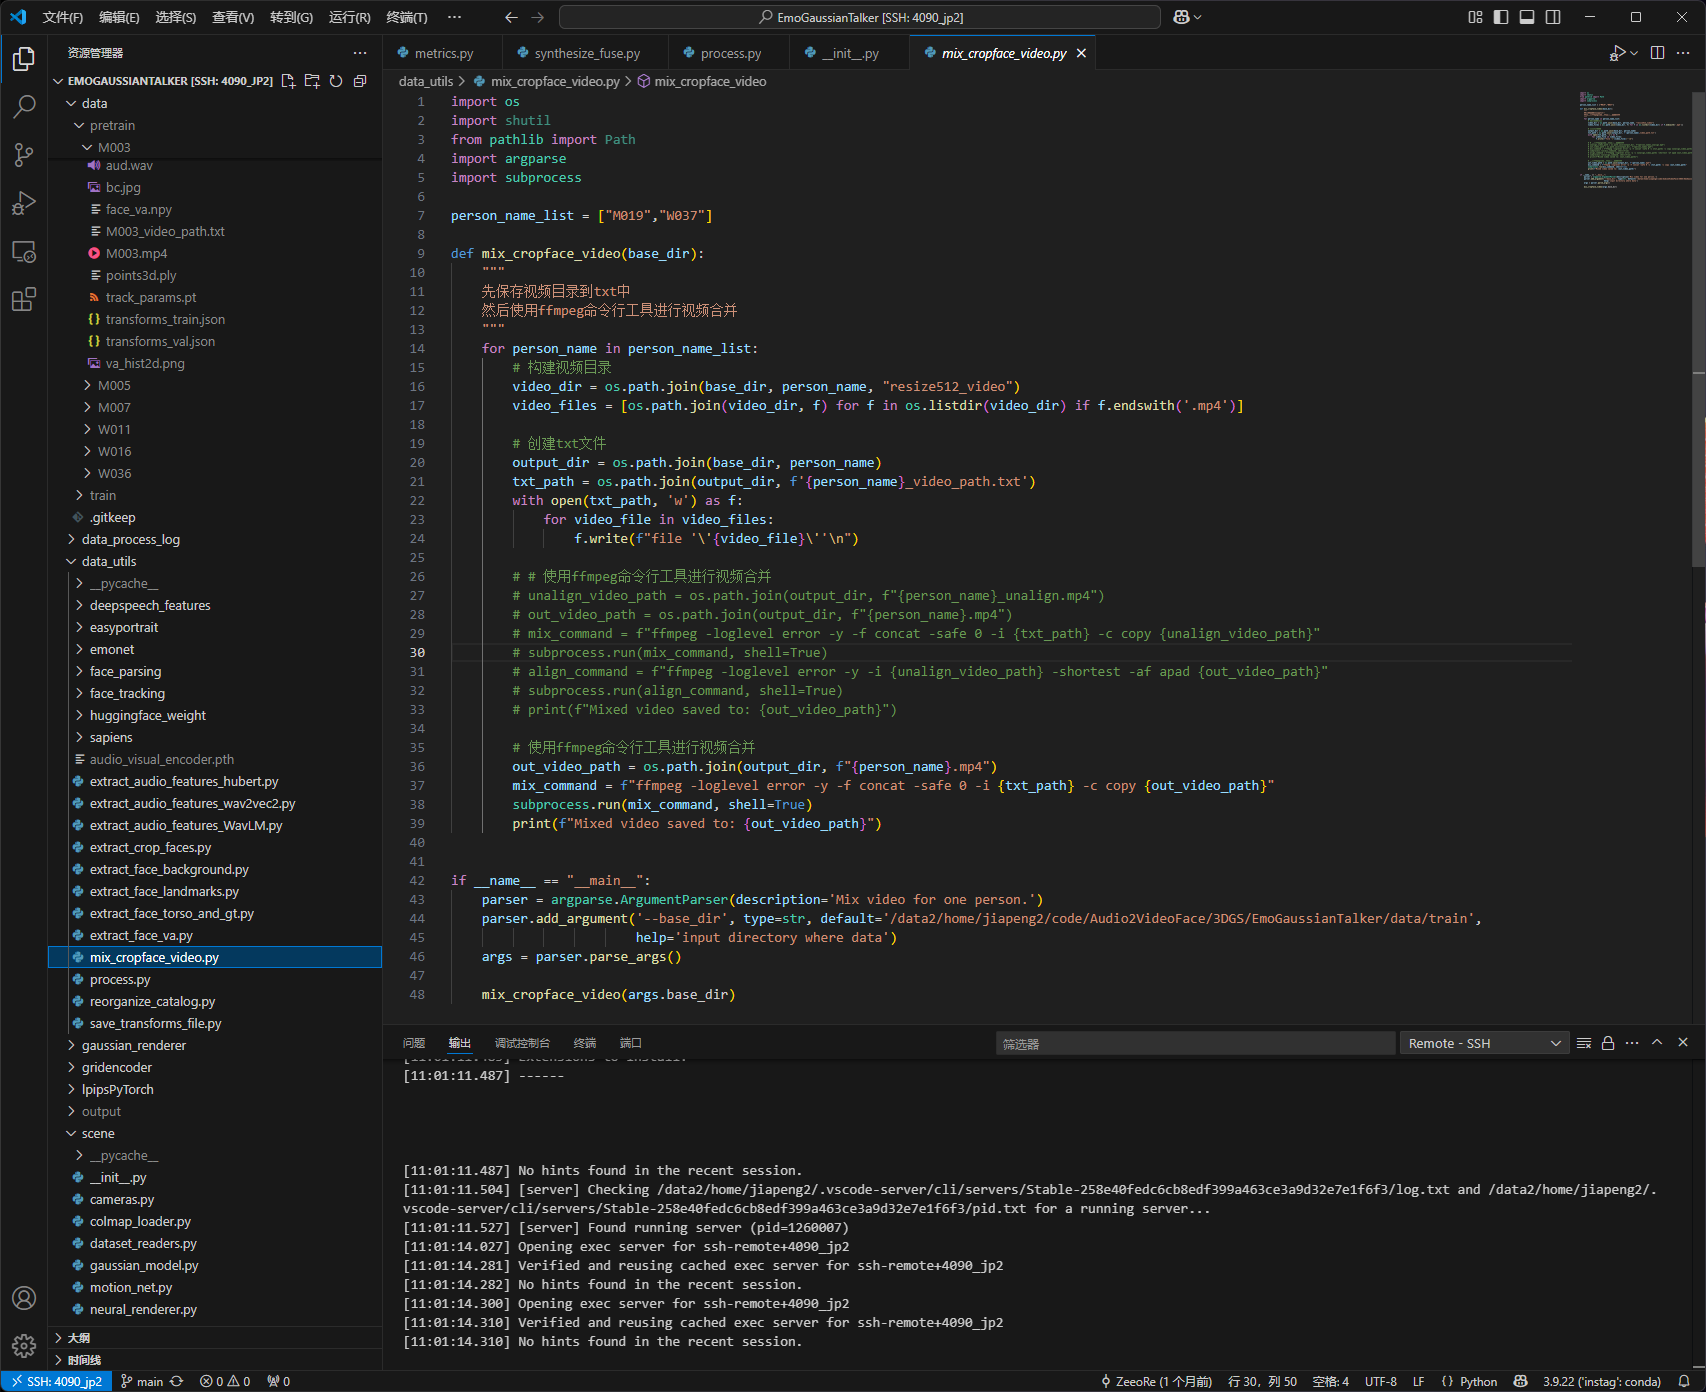 文件(F) 编辑(E) 选择(S) 查看(V) 转到(G) 运行(R) 终端(T) ··· EmoGaussianTalker [SSH: 4090_jp2]
资源管理器 ···
EMOGAUSSIANTALKER [SSH: 4090_JP2]
data
pretrain
M003
aud.wav
bc.jpg
face_va.npy
M003_video_path.txt
M003.mp4
points3d.ply
track_params.pt
transforms_train.json
transforms_val.json
va_hist2d.png
M005
M007
W011
W016
W036
train
.gitkeep
data_process_log
data_utils
__pycache__
deepspeech_features
easyportrait
emonet
face_parsing
face_tracking
huggingface_weight
sapiens
audio_visual_encoder.pth
extract_audio_features_hubert.py
extract_audio_features_wav2vec2.py
extract_audio_features_WavLM.py
extract_crop_faces.py
extract_face_background.py
extract_face_landmarks.py
extract_face_torso_and_gt.py
extract_face_va.py
mix_cropface_video.py
process.py
reorganize_catalog.py
save_transforms_file.py
gaussian_renderer
gridencoder
lpipsPyTorch
output
scene
__pycache__
__init__.py
cameras.py
colmap_loader.py
dataset_readers.py
gaussian_model.py
motion_net.py
neural_renderer.py
大纲
时间线
metrics.py synthesize_fuse.py process.py __init__.py mix_cropface_video.py
data_utils > mix_cropface_video.py > mix_cropface_video
1 import os
2 import shutil
3 from pathlib import Path
4 import argparse
5 import subprocess
6
7 person_name_list = ["M019","W037"]
8
9 def mix_cropface_video(base_dir):
10     """
11     先保存视频目录到txt中
12     然后使用ffmpeg命令行工具进行视频合并
13     """
14     for person_name in person_name_list:
15         # 构建视频目录
16         video_dir = os.path.join(base_dir, person_name, "resize512_video")
17         video_files = [os.path.join(video_dir, f) for f in os.listdir(video_dir) if f.endswith('.mp4')]
18
19         # 创建txt文件
20         output_dir = os.path.join(base_dir, person_name)
21         txt_path = os.path.join(output_dir, f'{person_name}_video_path.txt')
22         with open(txt_path, 'w') as f:
23             for video_file in video_files:
24                 f.write(f"file '\'{video_file}\''\n")
25
26         # # 使用ffmpeg命令行工具进行视频合并
27         # unalign_video_path = os.path.join(output_dir, f"{person_name}_unalign.mp4")
28         # out_video_path = os.path.join(output_dir, f"{person_name}.mp4")
29         # mix_command = f"ffmpeg -loglevel error -y -f concat -safe 0 -i {txt_path} -c copy {unalign_video_path}"
30         # subprocess.run(mix_command, shell=True)
31         # align_command = f"ffmpeg -loglevel error -y -i {unalign_video_path} -shortest -af apad {out_video_path}"
32         # subprocess.run(align_command, shell=True)
33         # print(f"Mixed video saved to: {out_video_path}")
34
35         # 使用ffmpeg命令行工具进行视频合并
36         out_video_path = os.path.join(output_dir, f"{person_name}.mp4")
37         mix_command = f"ffmpeg -loglevel error -y -f concat -safe 0 -i {txt_path} -c copy {out_video_path}"
38         subprocess.run(mix_command, shell=True)
39         print(f"Mixed video saved to: {out_video_path}")
40
41
42 if __name__ == "__main__":
43     parser = argparse.ArgumentParser(description='Mix video for one person.')
44     parser.add_argument('--base_dir', type=str, default='/data2/home/jiapeng2/code/Audio2VideoFace/3DGS/EmoGaussianTalker/data/train',
45                         help='input directory where data')
46     args = parser.parse_args()
47
48     mix_cropface_video(args.base_dir)
问题 输出 调试控制台 终端 端口 筛选器 Remote - SSH
[11:01:11.487] ------
[11:01:11.487] No hints found in the recent session.
[11:01:11.504] [server] Checking /data2/home/jiapeng2/.vscode-server/cli/servers/Stable-258e40fedc6cb8edf399a463ce3a9d32e7e1f6f3/log.txt and /data2/home/jiapeng2/.
vscode-server/cli/servers/Stable-258e40fedc6cb8edf399a463ce3a9d32e7e1f6f3/pid.txt for a running server...
[11:01:11.527] [server] Found running server (pid=1260007)
[11:01:14.027] Opening exec server for ssh-remote+4090_jp2
[11:01:14.281] Verified and reusing cached exec server for ssh-remote+4090_jp2
[11:01:14.282] No hints found in the recent session.
[11:01:14.300] Opening exec server for ssh-remote+4090_jp2
[11:01:14.310] Verified and reusing cached exec server for ssh-remote+4090_jp2
[11:01:14.310] No hints found in the recent session.
SSH: 4090_jp2 main 0 0 0 ZeeoRe (1 个月前) 行 30，列 50 空格: 4 UTF-8 LF {} Python 3.9.22 ('instag': conda)